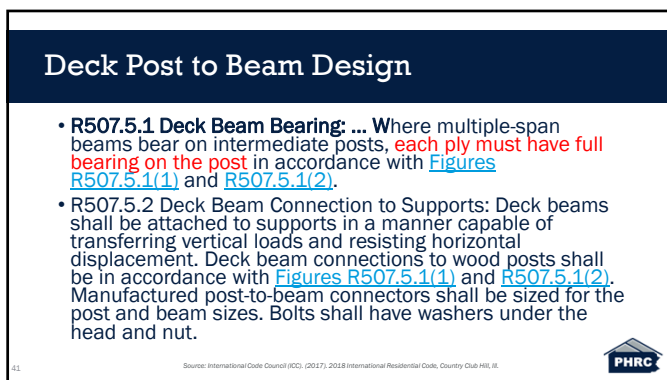 Deck Post to Beam Design
• R507.5.1 Deck Beam Bearing: ... Where multiple-span
beams bear on intermediate posts, each ply must have full
bearing on the post in accordance with Figures
R507.5.1(1) and R507.5.1(2).
• R507.5.2 Deck Beam Connection to Supports: Deck beams
shall be attached to supports in a manner capable of
transferring vertical loads and resisting horizontal
displacement. Deck beam connections to wood posts shall
be in accordance with Figures R507.5.1(1) and R507.5.1(2).
Manufactured post-to-beam connectors shall be sized for the
post and beam sizes. Bolts shall have washers under the
head and nut.
41
Source: International Code Council (ICC). (2017). 2018 International Residential Code, Country Club Hill, Ill.
PHRC